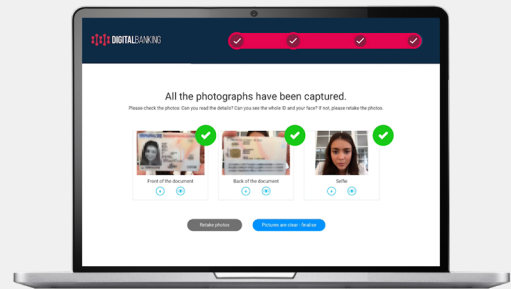 DIGITALBANKING
All the photographs have been captured.
Please check the photos: Can you read the details? Can you see the whole ID and your face? If not, please retake the photos.
Front of the document
Back of the document
Selfie
Retake photos
Pictures are clear - finalise